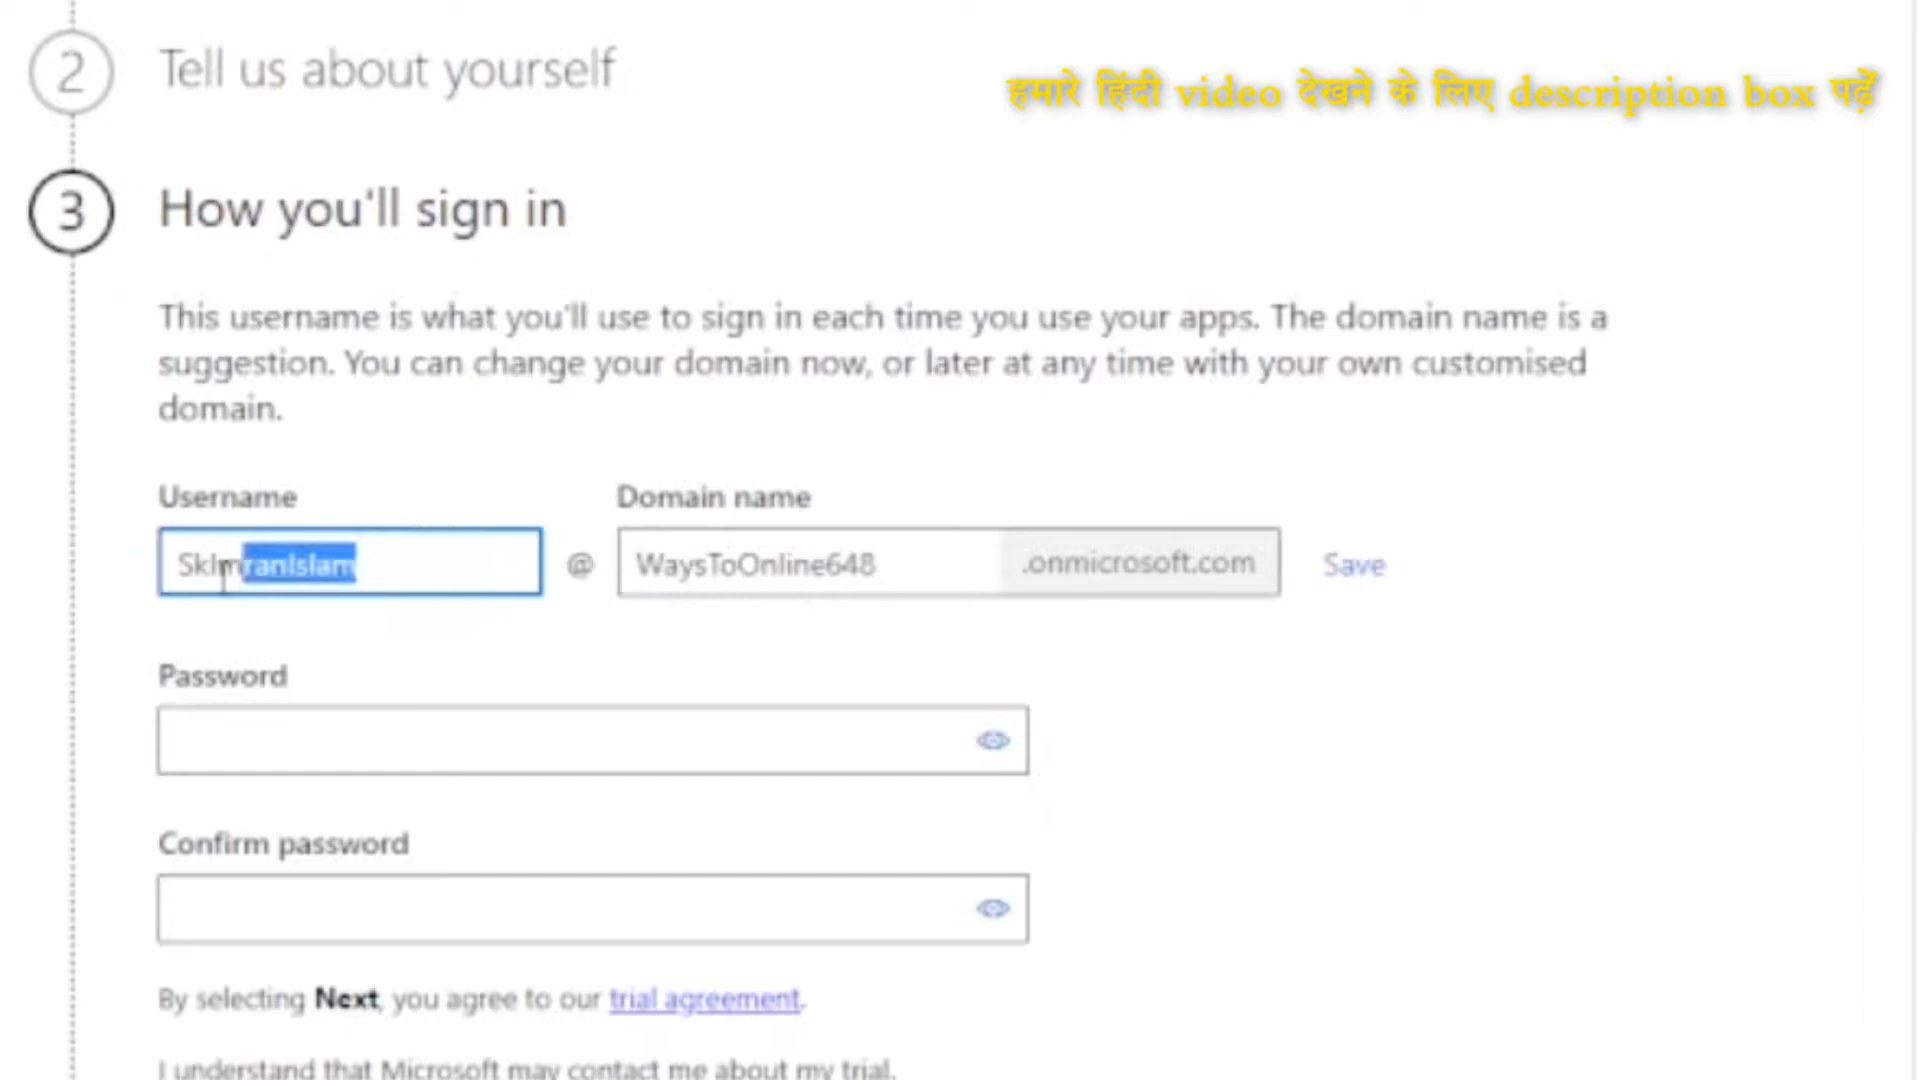 2 Tell us about yourself
हमारे हिंदी video देखने के लिए description box पढ़ें
3 How you'll sign in
This username is what you'll use to sign in each time you use your apps. The domain name is a
suggestion. You can change your domain now, or later at any time with your own customised
domain.
Username Domain name
SkImranIslam @ WaysToOnline648 .onmicrosoft.com Save
Password
Confirm password
By selecting Next, you agree to our trial agreement.
I understand that Microsoft may contact me about my trial.